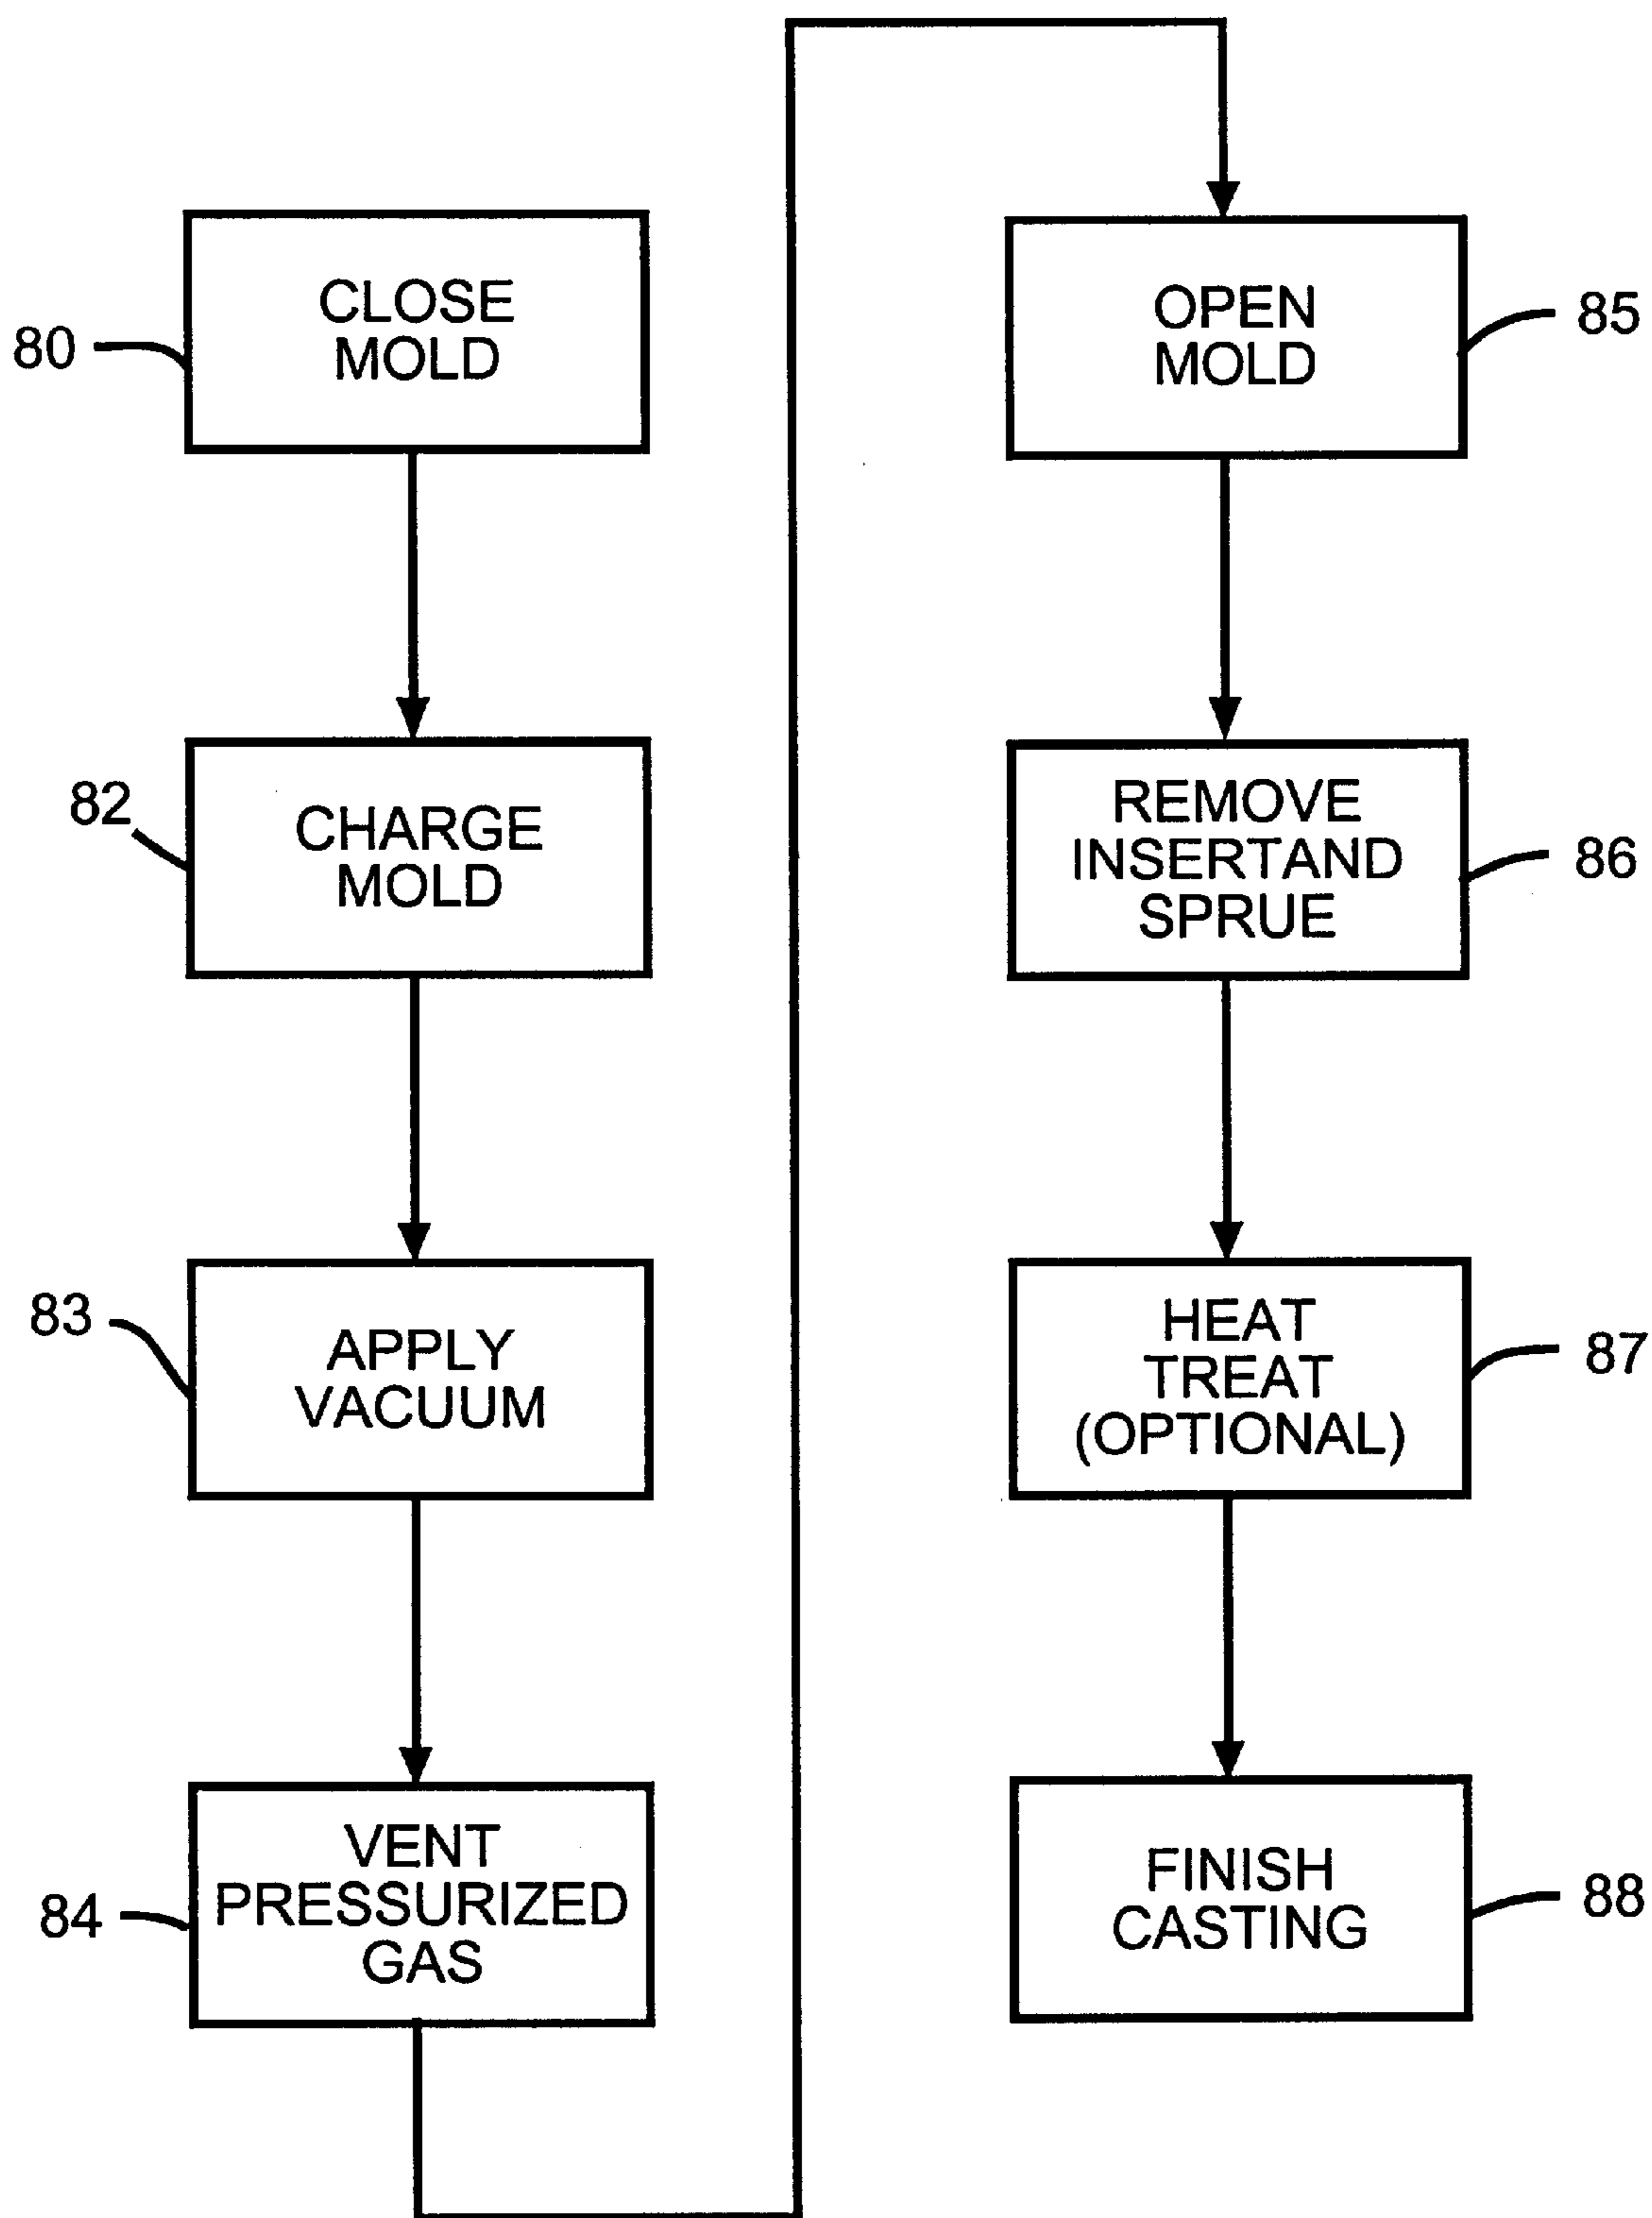 80
CLOSE
MOLD
82
CHARGE
MOLD
83
APPLY
VACUUM
84
VENT
PRESSURIZED
GAS
OPEN
MOLD
85
REMOVE
INSERTAND
SPRUE
86
HEAT
TREAT
(OPTIONAL)
87
FINISH
CASTING
88